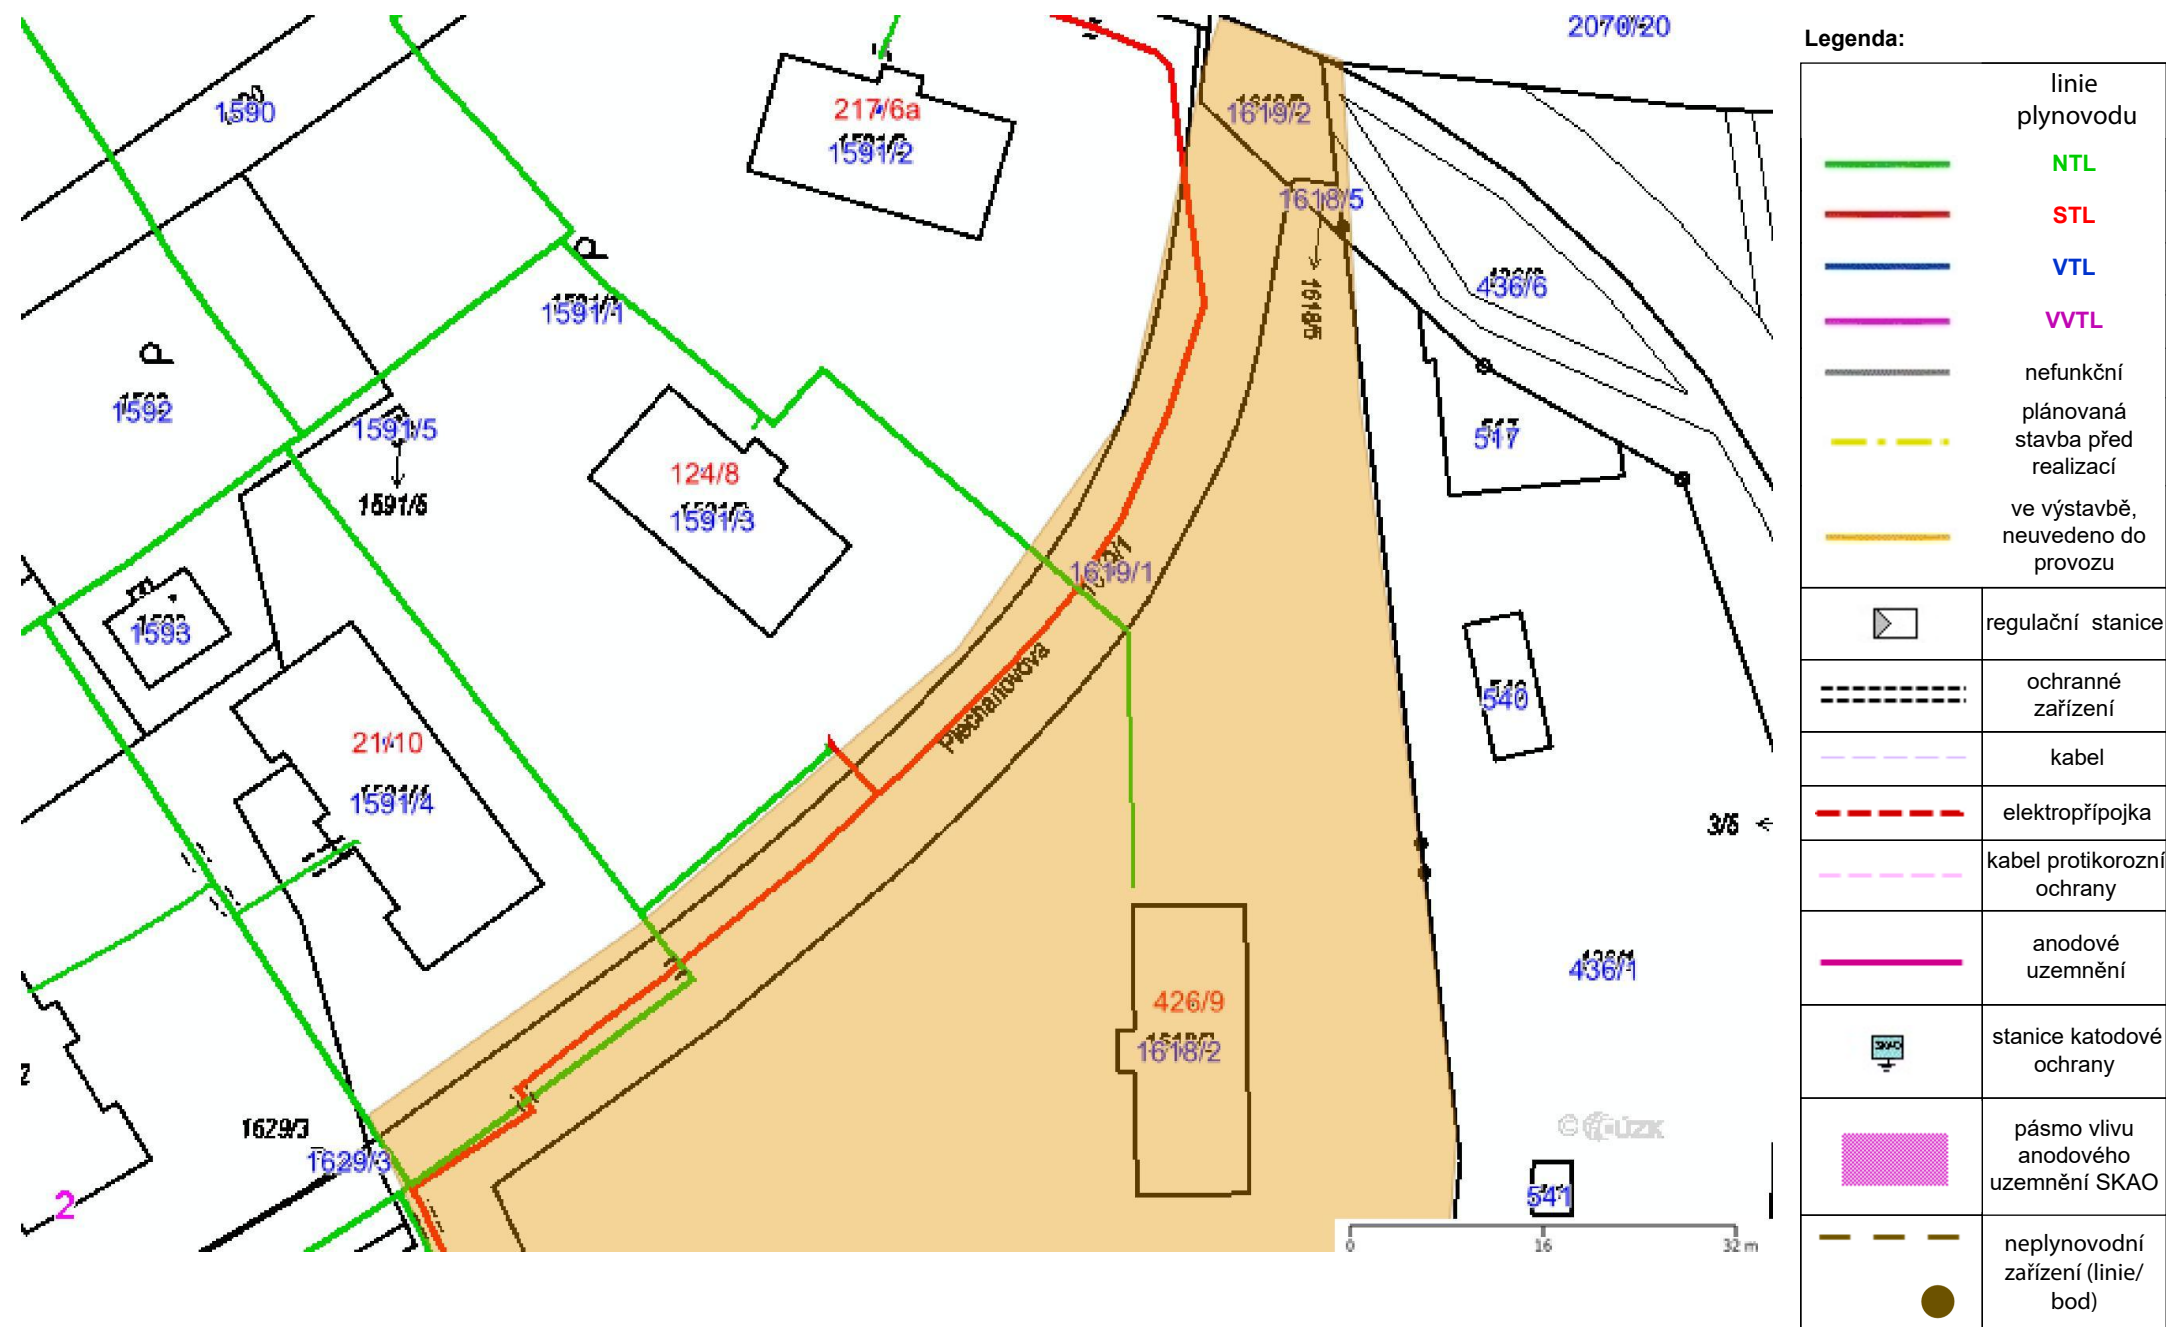 2070/20
1590
217/6a
1591/2
1619/2
1618/5
1618/5
436/6
1591/1
1592
1591/5
1591/5
517
124/8
1591/3
1619/1
1593
Plechanovova
540
21/10
1591/4
3/5
436/1
426/9
1618/2
1629/3
1629/3
2
2
541
0 16 32 m
Legenda:
linie
plynovodu
NTL
STL
VTL
VVTL
nefunkční
plánovaná
stavba před
realizací
ve výstavbě,
neuvedeno do
provozu
regulační stanice
ochranné
zařízení
kabel
elektropřípojka
kabel protikorozní
ochrany
anodové
uzemnění
SKAO
stanice katodové
ochrany
pásmo vlivu
anodového
uzemnění SKAO
neplynovodní
zařízení (linie/
bod)